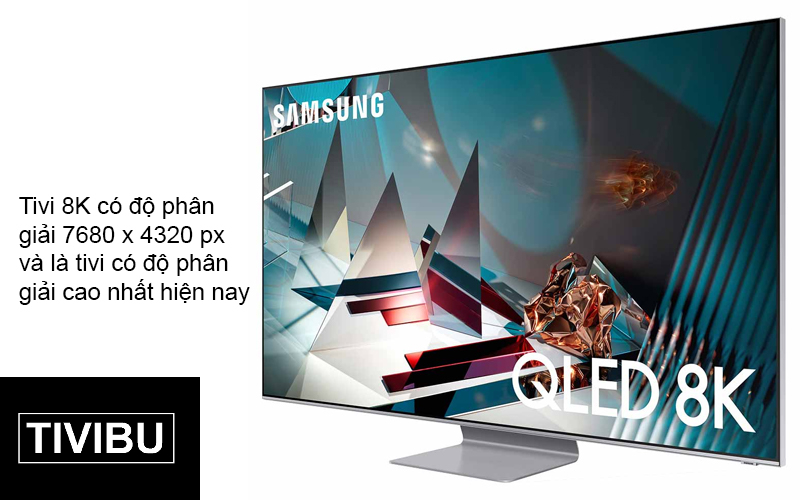 Tivi 8K có độ phân
giải 7680 x 4320 px
và là tivi có độ phân
giải cao nhất hiện nay
TIVIBU
SAMSUNG
QLED 8K